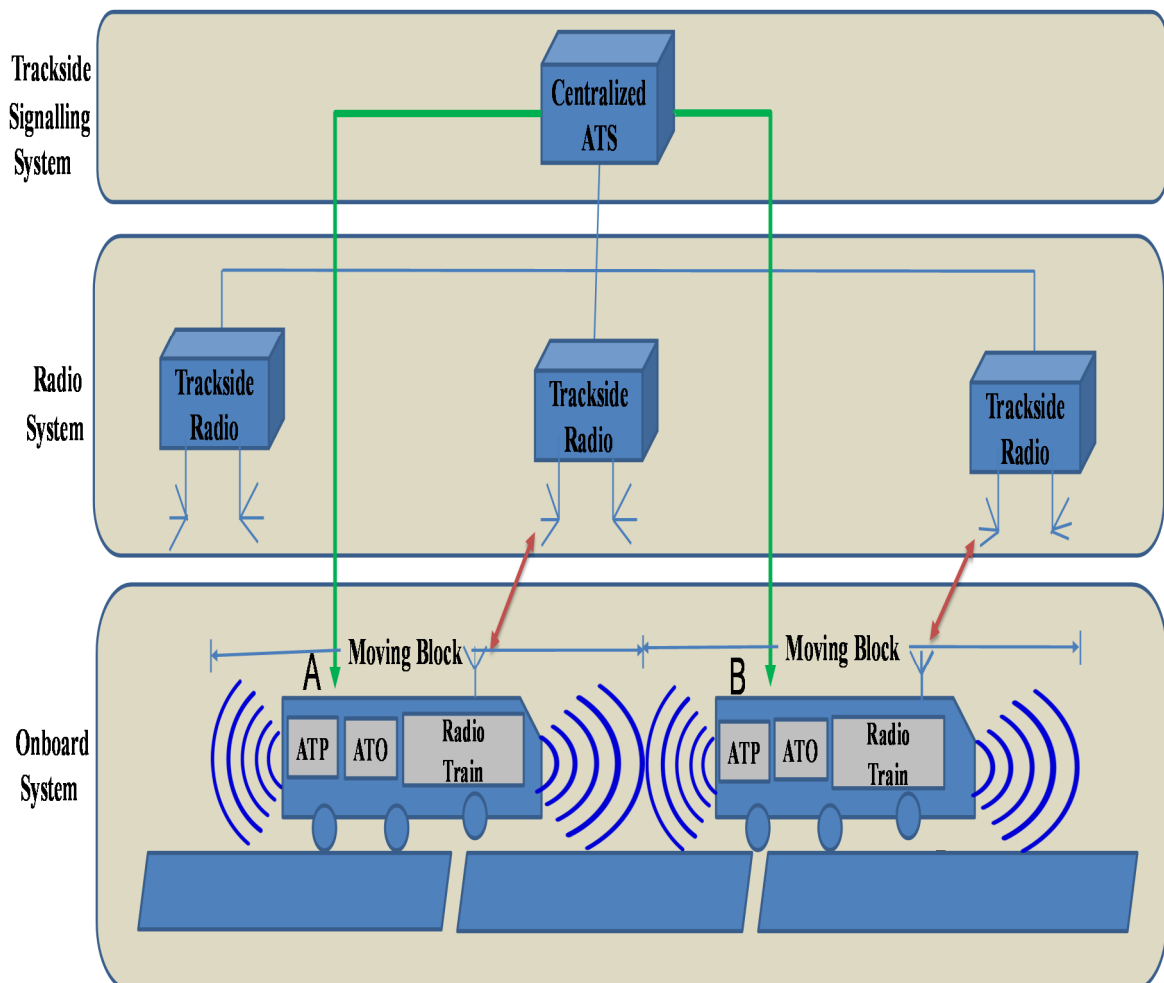 Trackside
Signalling
System
Centralized
ATS
Radio
System
Trackside
Radio
Trackside
Radio
Trackside
Radio
Onboard
System
Moving Block
Moving Block
A
B
ATP
ATO
Radio
Train
ATP
ATO
Radio
Train